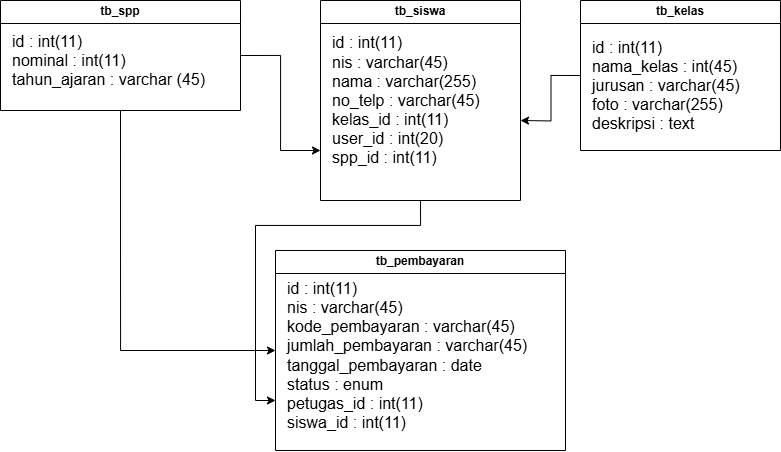 tb_spp
id : int(11)
nominal : int(11)
tahun_ajaran : varchar (45)
tb_siswa
id : int(11)
nis : varchar(45)
nama : varchar(255)
no_telp : varchar(45)
kelas_id : int(11)
user_id : int(20)
spp_id : int(11)
tb_kelas
id : int(11)
nama_kelas : int(45)
jurusan : varchar(45)
foto : varchar(255)
deskripsi : text
tb_pembayaran
id : int(11)
nis : varchar(45)
kode_pembayaran : varchar(45)
jumlah_pembayaran : varchar(45)
tanggal_pembayaran : date
status : enum
petugas_id : int(11)
siswa_id : int(11)